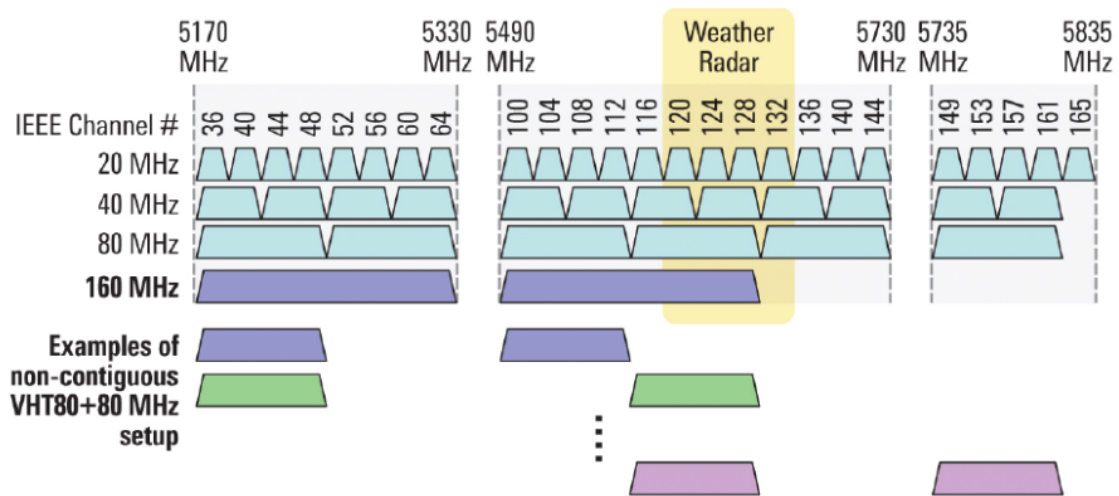 5170 MHz
5330 MHz
5490 MHz
Weather Radar
5730 MHz
5735 MHz
5835 MHz
IEEE Channel # 36 40 44 48 52 56 60 64 100 104 108 112 116 120 124 128 132 136 140 144 149 153 157 161 165
20 MHz
40 MHz
80 MHz
160 MHz
Examples of
non-contiguous
VHT80+80 MHz
setup